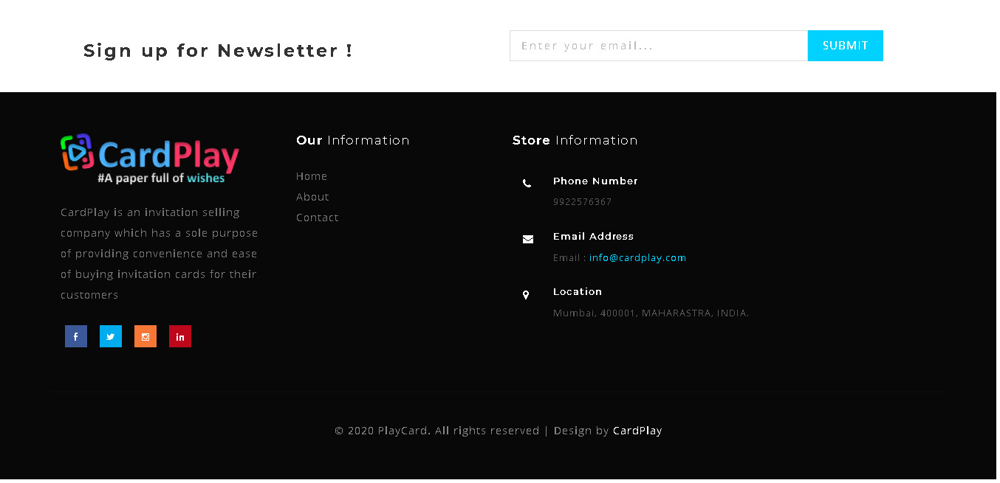 Sign up for Newsletter !
Enter your email...
SUBMIT
CardPlay
#A paper full of wishes
CardPlay is an invitation selling
company which has a sole purpose
of providing convenience and ease
of buying invitation cards for their
customers
Our Information
Home
About
Contact
Store Information
Phone Number
9922576367
Email Address
Email : info@cardplay.com
Location
Mumbai, 400001, MAHARASTRA, INDIA.
© 2020 PlayCard. All rights reserved | Design by CardPlay